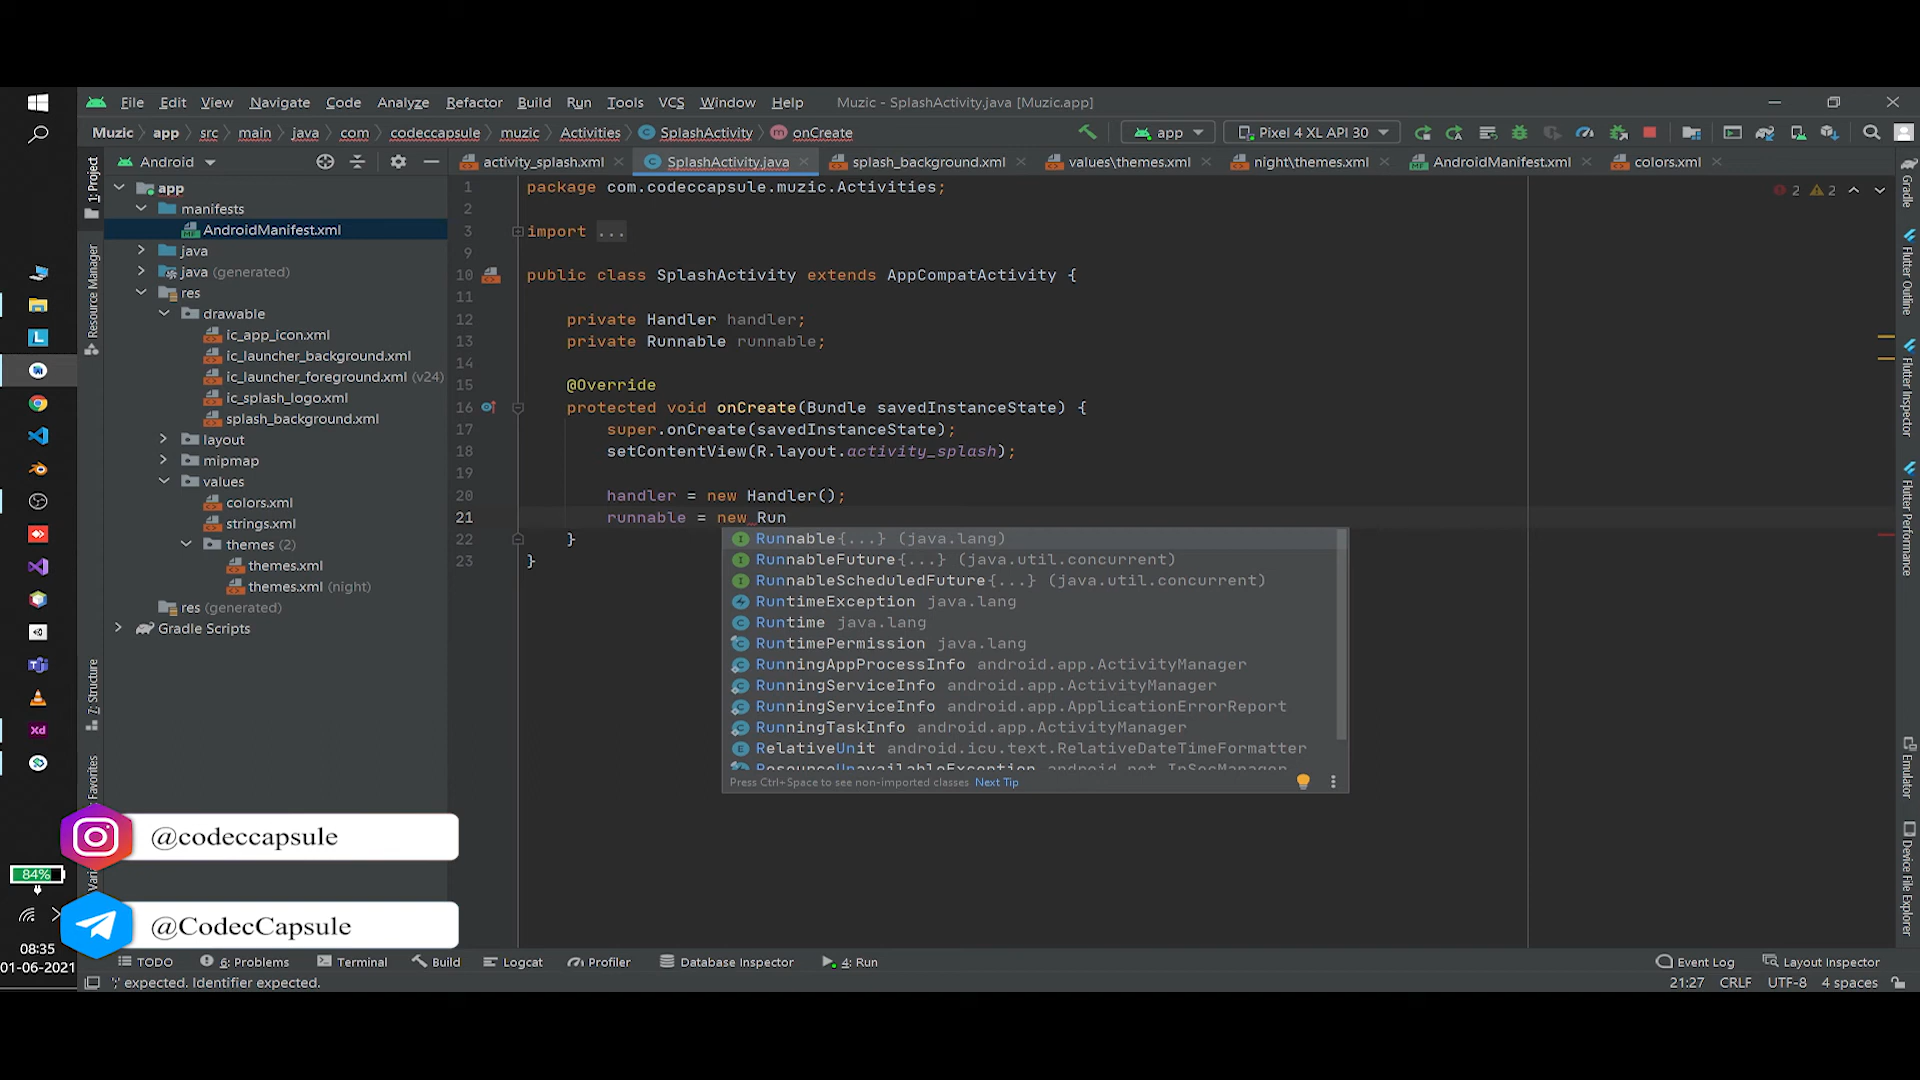 File Edit View Navigate Code Analyze Refactor Build Run Tools VCS Window Help Muzic - SplashActivity.java [Muzic.app]
Muzic app src main java com codeccapsule muzic Activities SplashActivity onCreate app Pixel 4 XL API 30
Android
activity_splash.xml SplashActivity.java splash_background.xml values\themes.xml night\themes.xml AndroidManifest.xml colors.xml
1: Project
Resource Manager
7: Structure
Favorites
app
manifests
AndroidManifest.xml
java
java (generated)
res
drawable
ic_app_icon.xml
ic_launcher_background.xml
ic_launcher_foreground.xml (v24)
ic_splash_logo.xml
splash_background.xml
layout
mipmap
values
colors.xml
strings.xml
themes (2)
themes.xml
themes.xml (night)
res (generated)
Gradle Scripts
1 package com.codeccapsule.muzic.Activities;
2
3 import ...
9
10 public class SplashActivity extends AppCompatActivity {
11
12 private Handler handler;
13 private Runnable runnable;
14
15 @Override
16 protected void onCreate(Bundle savedInstanceState) {
17 super.onCreate(savedInstanceState);
18 setContentView(R.layout.activity_splash);
19
20 handler = new Handler();
21 runnable = new Run
22 }
23 }
2 2
Runnable{...} (java.lang)
RunnableFuture{...} (java.util.concurrent)
RunnableScheduledFuture{...} (java.util.concurrent)
RuntimeException java.lang
Runtime java.lang
RuntimePermission java.lang
RunningAppProcessInfo android.app.ActivityManager
RunningServiceInfo android.app.ActivityManager
RunningServiceInfo android.app.ApplicationErrorReport
RunningTaskInfo android.app.ActivityManager
RelativeUnit android.icu.text.RelativeDateTimeFormatter
ResourceUnavailableException android.net.IpSecManager
Press Ctrl+Space to see non-imported classes Next Tip
Gradle
Flutter Outline
Flutter Inspector
Flutter Performance
Emulator
Device File Explorer
@codeccapsule
@CodecCapsule
84%
08:35
01-06-2021
TODO 6: Problems Terminal Build Logcat Profiler Database Inspector 4: Run Event Log Layout Inspector
';' expected. Identifier expected. 21:27 CRLF UTF-8 4 spaces